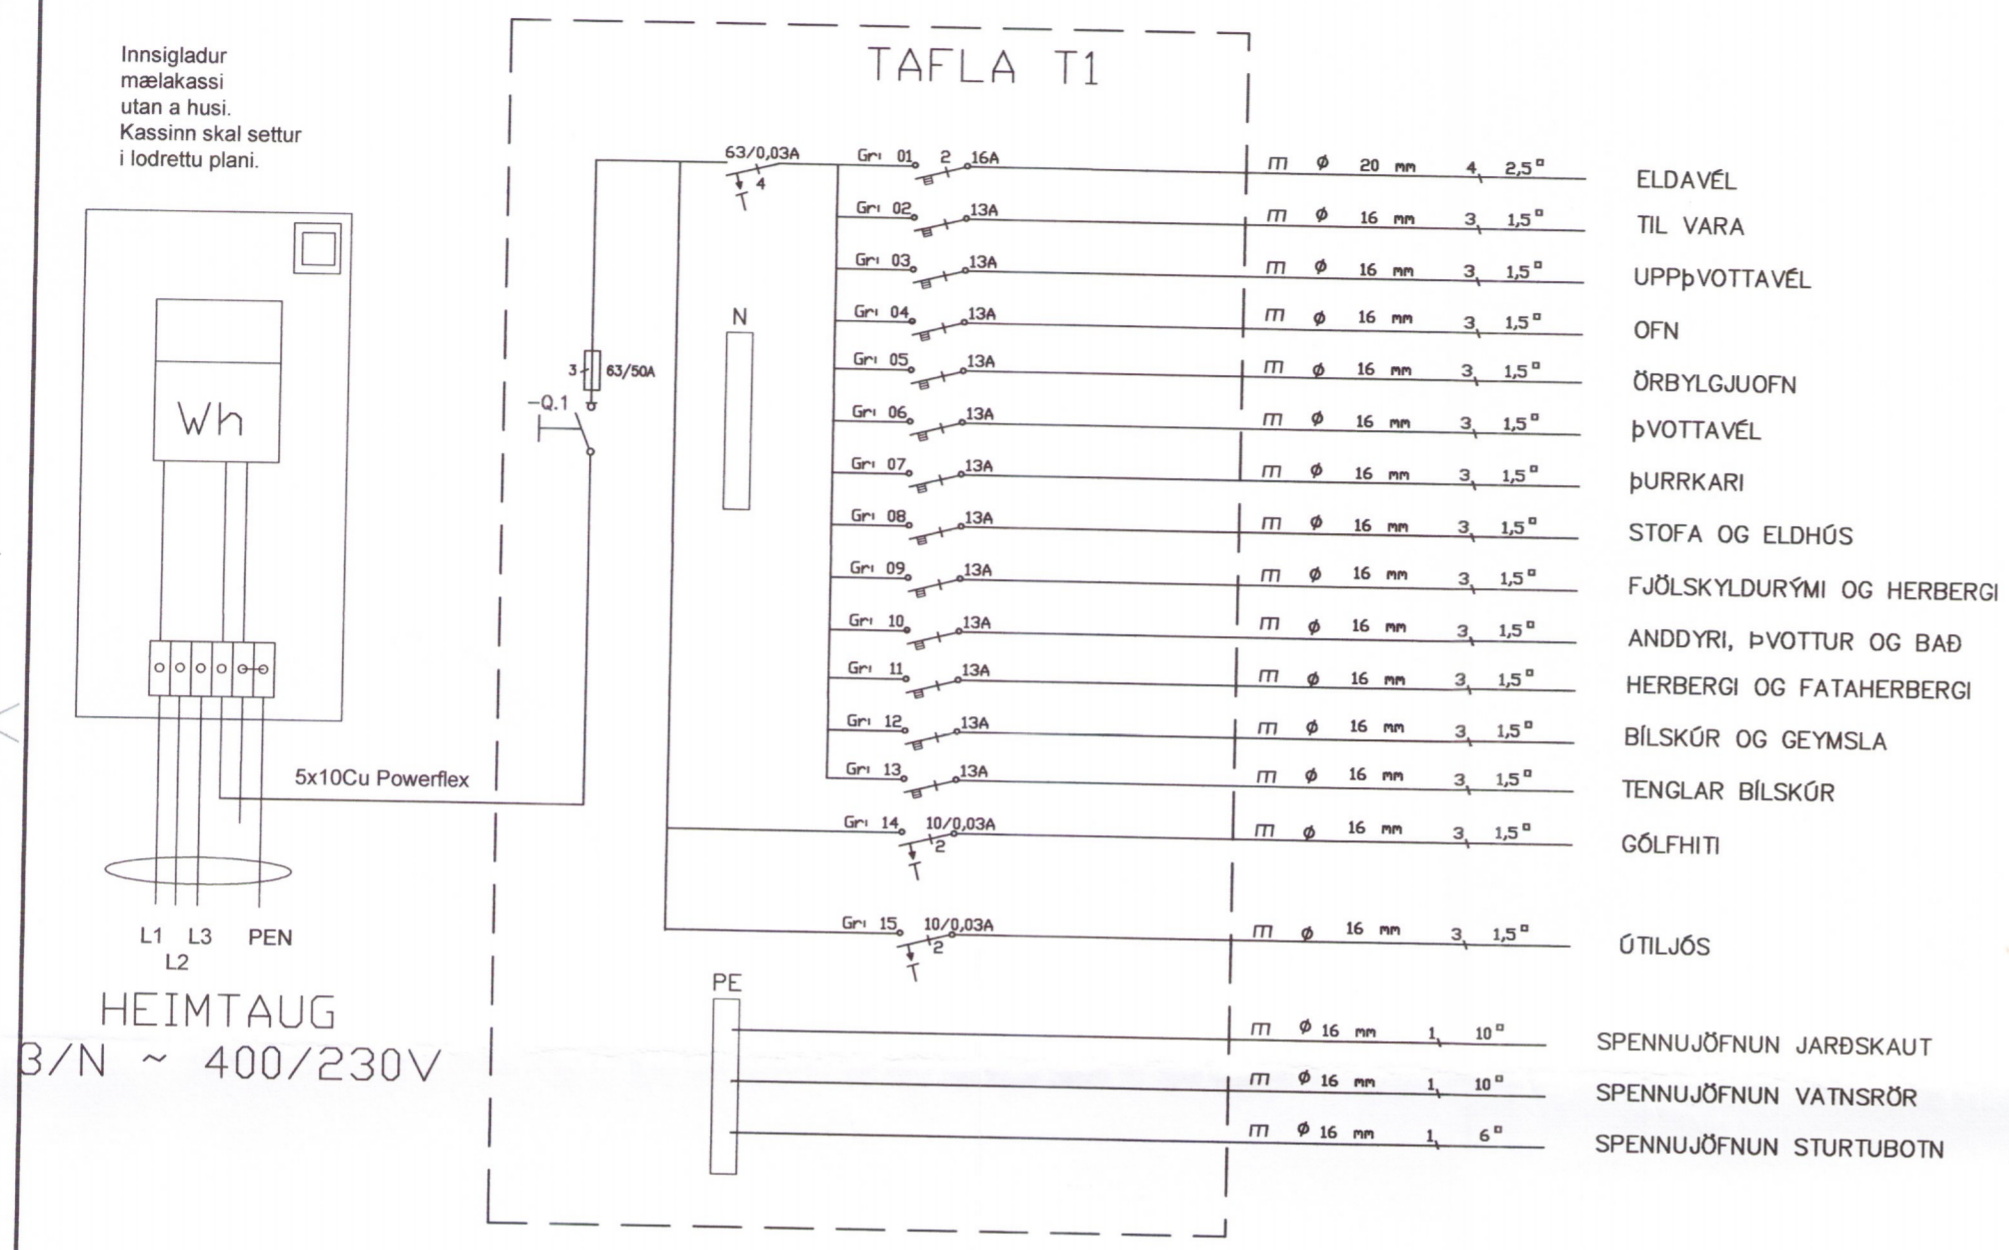 Innsigladur
mælakassi
utan a husi.
Kassinn skal settur
i lodrettu plani.
TAFLA T1
63/0,03A
4
T
Gr: 01 2 16A m ø 20 mm 4 2,5▫ ELDAVÉL
Gr: 02 13A m ø 16 mm 3 1,5▫ TIL VARA
Gr: 03 13A m ø 16 mm 3 1,5▫ UPPÞVOTTAVÉL
Gr: 04 13A m ø 16 mm 3 1,5▫ OFN
Gr: 05 13A m ø 16 mm 3 1,5▫ ÖRBYLGJUOFN
Gr: 06 13A m ø 16 mm 3 1,5▫ ÞVOTTAVÉL
Gr: 07 13A m ø 16 mm 3 1,5▫ ÞURRKARI
Gr: 08 13A m ø 16 mm 3 1,5▫ STOFA OG ELDHÚS
Gr: 09 13A m ø 16 mm 3 1,5▫ FJÖLSKYLDURÝMI OG HERBERGI
Gr: 10 13A m ø 16 mm 3 1,5▫ ANDDYRI, ÞVOTTUR OG BAÐ
Gr: 11 13A m ø 16 mm 3 1,5▫ HERBERGI OG FATAHERBERGI
Gr: 12 13A m ø 16 mm 3 1,5▫ BÍLSKÚR OG GEYMSLA
Gr: 13 13A m ø 16 mm 3 1,5▫ TENGLAR BÍLSKÚR
Gr: 14 10/0,03A m ø 16 mm 3 1,5▫ GÓLFHITI
2
T
Gr: 15 10/0,03A m ø 16 mm 3 1,5▫ ÚTILJÓS
2
T
N
3 63/50A
-Q.1
Wh
5x10Cu Powerflex
L1 L3 PEN
L2
HEIMTAUG
3/N ~ 400/230V
PE
m ø 16 mm 1 10▫ SPENNUJÖFNUN JARÐSKAUT
m ø 16 mm 1 10▫ SPENNUJÖFNUN VATNSRÖR
m ø 16 mm 1 6▫ SPENNUJÖFNUN STURTUBOTN